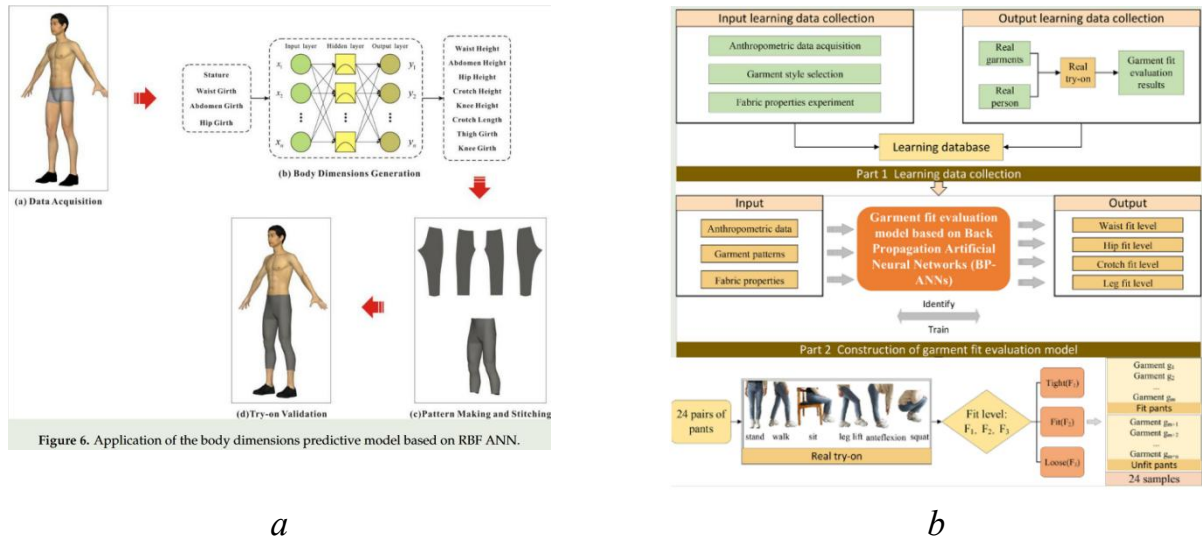 Stature
Waist Girth
Abdomen Girth
Hip Girth
Input layer Hidden layer Output layer
x1 y1
x2 y2
xn yn
(b) Body Dimensions Generation
Waist Height
Abdomen Height
Hip Height
Crotch Height
Knee Height
Crotch Length
Thigh Girth
Knee Girth
(a) Data Acquisition
(d)Try-on Validation
(c)Pattern Making and Stitching
Figure 6. Application of the body dimensions predictive model based on RBF ANN.
a
Input learning data collection
Anthropometric data acquisition
Garment style selection
Fabric properties experiment
Output learning data collection
Real
garments
Real
person
Real
try-on
Garment fit
evaluation
results
Learning database
Part 1 Learning data collection
Input
Anthropometric data
Garment patterns
Fabric properties
Garment fit evaluation
model based on Back
Propagation Artificial
Neural Networks (BP-
ANNs)
Output
Waist fit level
Hip fit level
Crotch fit level
Leg fit level
Identify
Train
Part 2 Construction of garment fit evaluation model
24 pairs of
pants
stand walk sit leg lift anteflexion squat
Real try-on
Fit level:
F1, F2, F3
Tight(F1)
Fit(F2)
Loose(F3)
Garment g1
Garment g2
...
Garment gm
Fit pants
Garment gm+1
Garment gm+2
...
Garment gm+n
Unfit pants
24 samples
b